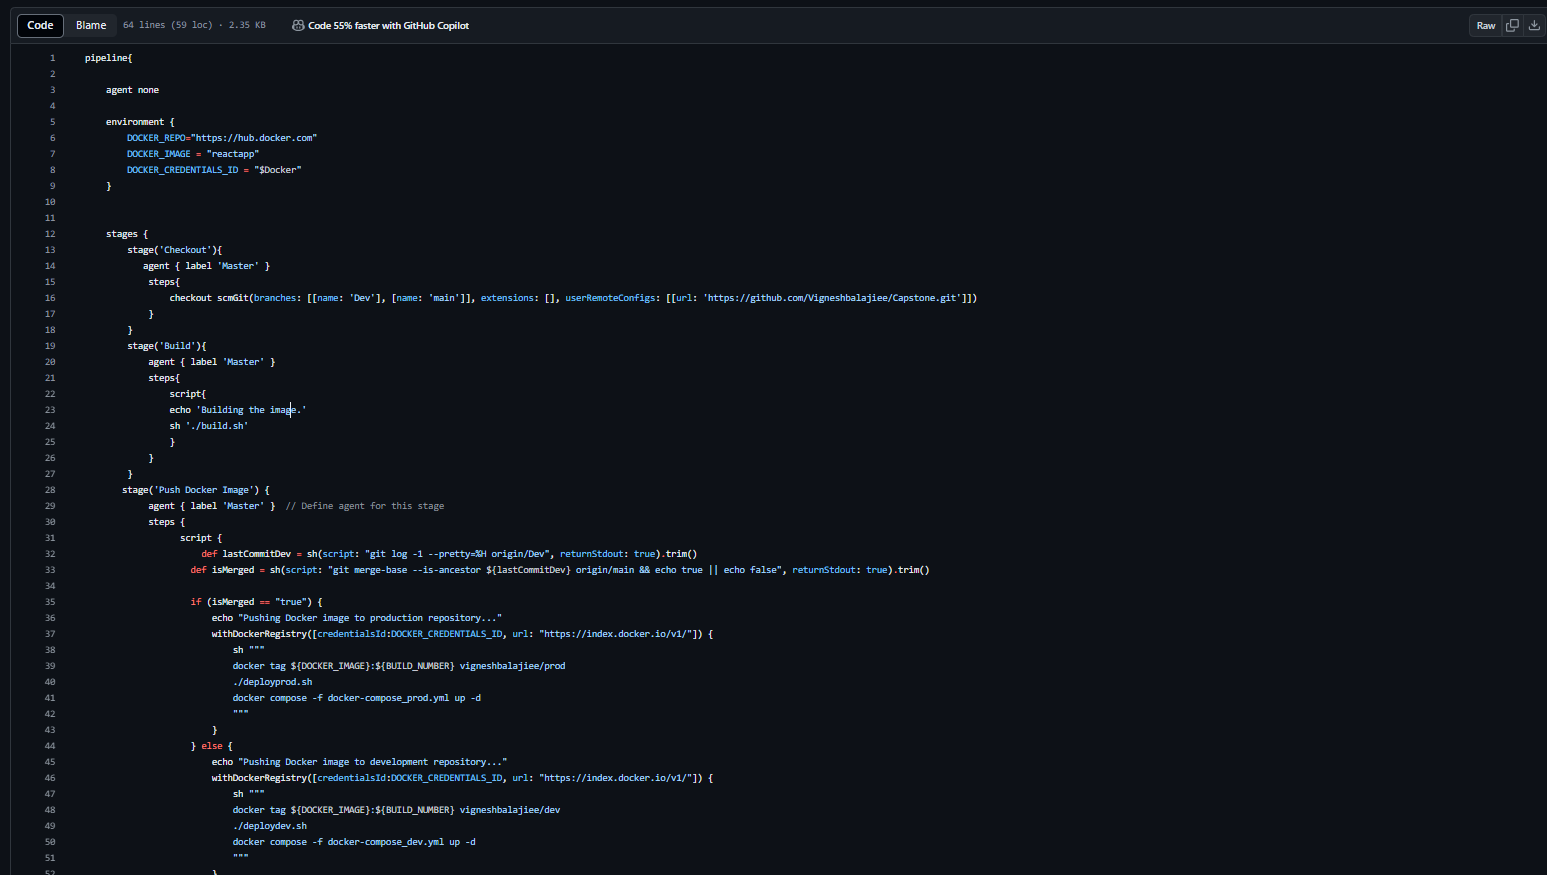 Code Blame 64 lines (59 loc) · 2.35 KB Code 55% faster with GitHub Copilot Raw
1 pipeline{
2
3 agent none
4
5 environment {
6 DOCKER_REPO="https://hub.docker.com"
7 DOCKER_IMAGE = "reactapp"
8 DOCKER_CREDENTIALS_ID = "$Docker"
9 }
10
11
12 stages {
13 stage('Checkout'){
14 agent { label 'Master' }
15 steps{
16 checkout scmGit(branches: [[name: 'Dev'], [name: 'main']], extensions: [], userRemoteConfigs: [[url: 'https://github.com/Vigneshbalajiee/Capstone.git']])
17 }
18 }
19 stage('Build'){
20 agent { label 'Master' }
21 steps{
22 script{
23 echo 'Building the image.'
24 sh './build.sh'
25 }
26 }
27 }
28 stage('Push Docker Image') {
29 agent { label 'Master' } // Define agent for this stage
30 steps {
31 script {
32 def lastCommitDev = sh(script: "git log -1 --pretty=%H origin/Dev", returnStdout: true).trim()
33 def isMerged = sh(script: "git merge-base --is-ancestor ${lastCommitDev} origin/main && echo true || echo false", returnStdout: true).trim()
34
35 if (isMerged == "true") {
36 echo "Pushing Docker image to production repository..."
37 withDockerRegistry([credentialsId:DOCKER_CREDENTIALS_ID, url: "https://index.docker.io/v1/"]) {
38 sh """
39 docker tag ${DOCKER_IMAGE}:${BUILD_NUMBER} vigneshbalajiee/prod
40 ./deployprod.sh
41 docker compose -f docker-compose_prod.yml up -d
42 """
43 }
44 } else {
45 echo "Pushing Docker image to development repository..."
46 withDockerRegistry([credentialsId:DOCKER_CREDENTIALS_ID, url: "https://index.docker.io/v1/"]) {
47 sh """
48 docker tag ${DOCKER_IMAGE}:${BUILD_NUMBER} vigneshbalajiee/dev
49 ./deploydev.sh
50 docker compose -f docker-compose_dev.yml up -d
51 """
52 }